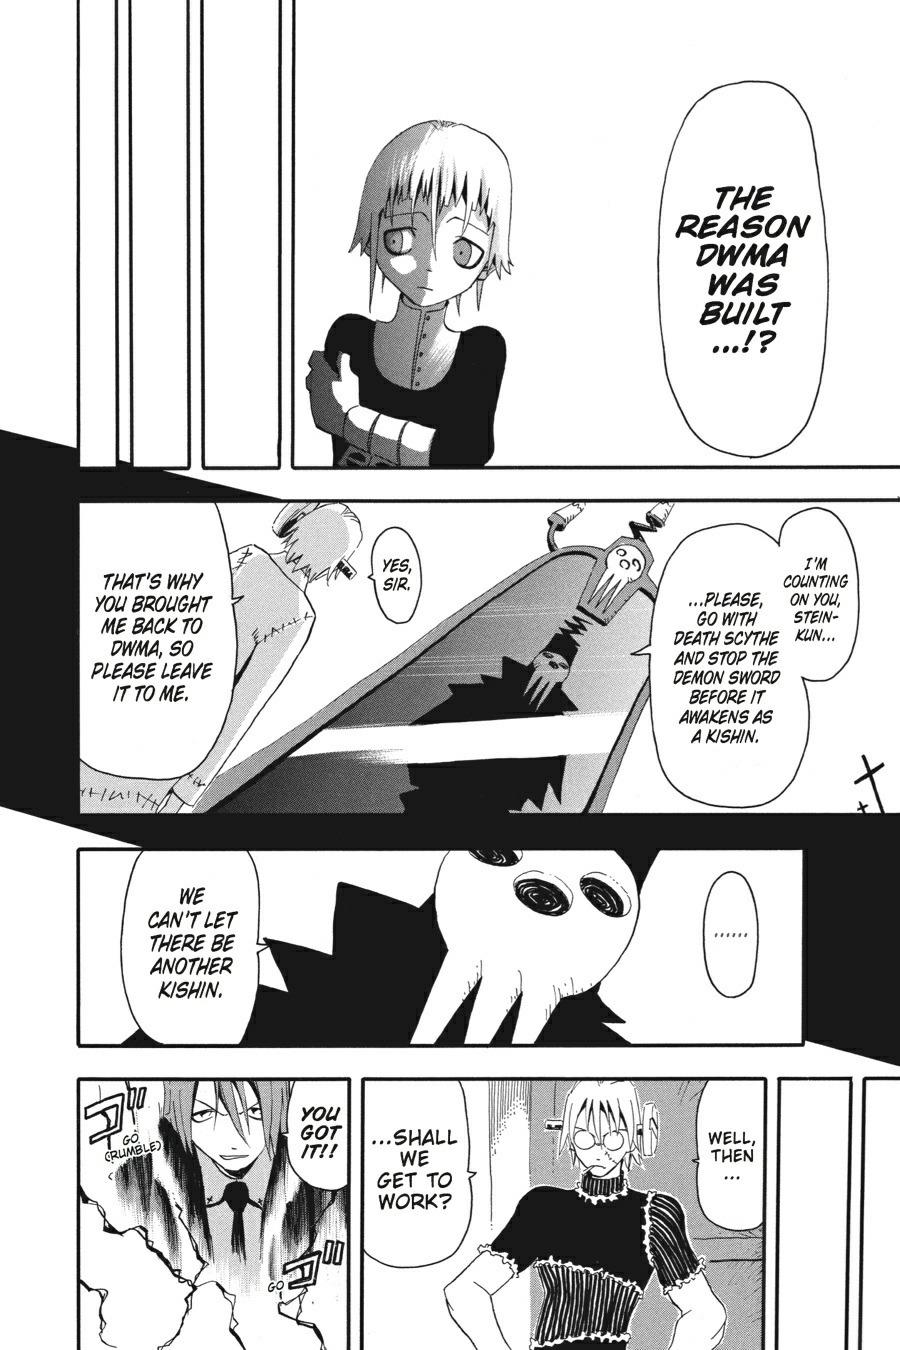 THE
REASON
DWMA
WAS
BUILT
...!?
I'M
COUNTING
ON YOU,
STEIN-
KUN...
...PLEASE,
GO WITH
DEATH SCYTHE
AND STOP THE
DEMON SWORD
BEFORE IT
AWAKENS AS
A KISHIN.
YES,
SIR.
THAT'S WHY
YOU BROUGHT
ME BACK TO
DWMA, SO
PLEASE LEAVE
IT TO ME.
......
WE
CAN'T LET
THERE BE
ANOTHER
KISHIN.
WELL,
THEN
...
...SHALL
WE
GET TO
WORK?
YOU
GOT
IT!!
ゴ
GO
(RUMBLE)
ゴ
GO